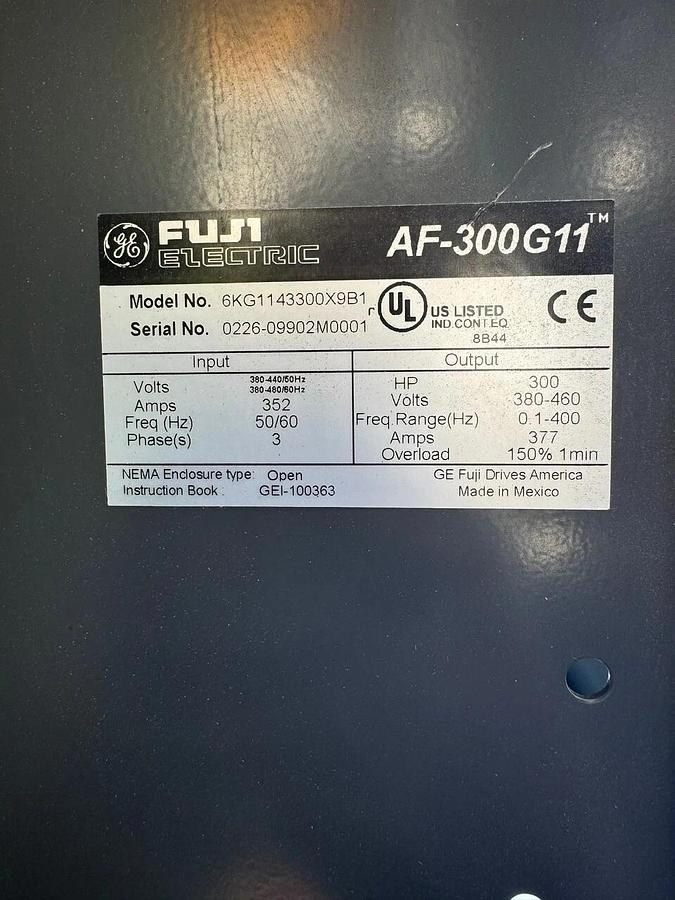 GE FUJI ELECTRIC AF-300G11™
Model No. 6KG1143300X9B1
Serial No. 0226-09902M0001
UL US LISTED
IND.CONT.EQ
8B44
CE
Input
Volts 380-440/50Hz
380-480/60Hz
Amps 352
Freq (Hz) 50/60
Phase(s) 3
Output
HP 300
Volts 380-460
Freq.Range(Hz) 0.1-400
Amps 377
Overload 150% 1min
NEMA Enclosure type: Open
Instruction Book : GEI-100363
GE Fuji Drives America
Made in Mexico